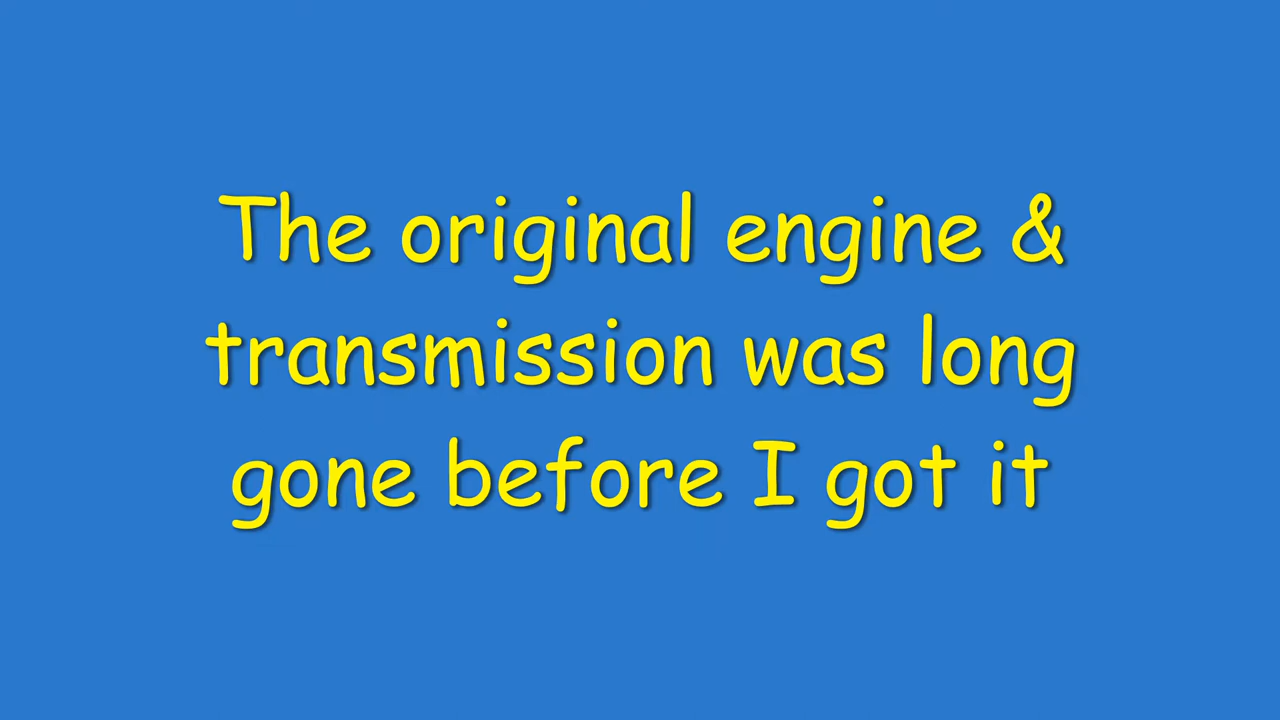 The original engine &
transmission was long
gone before I got it